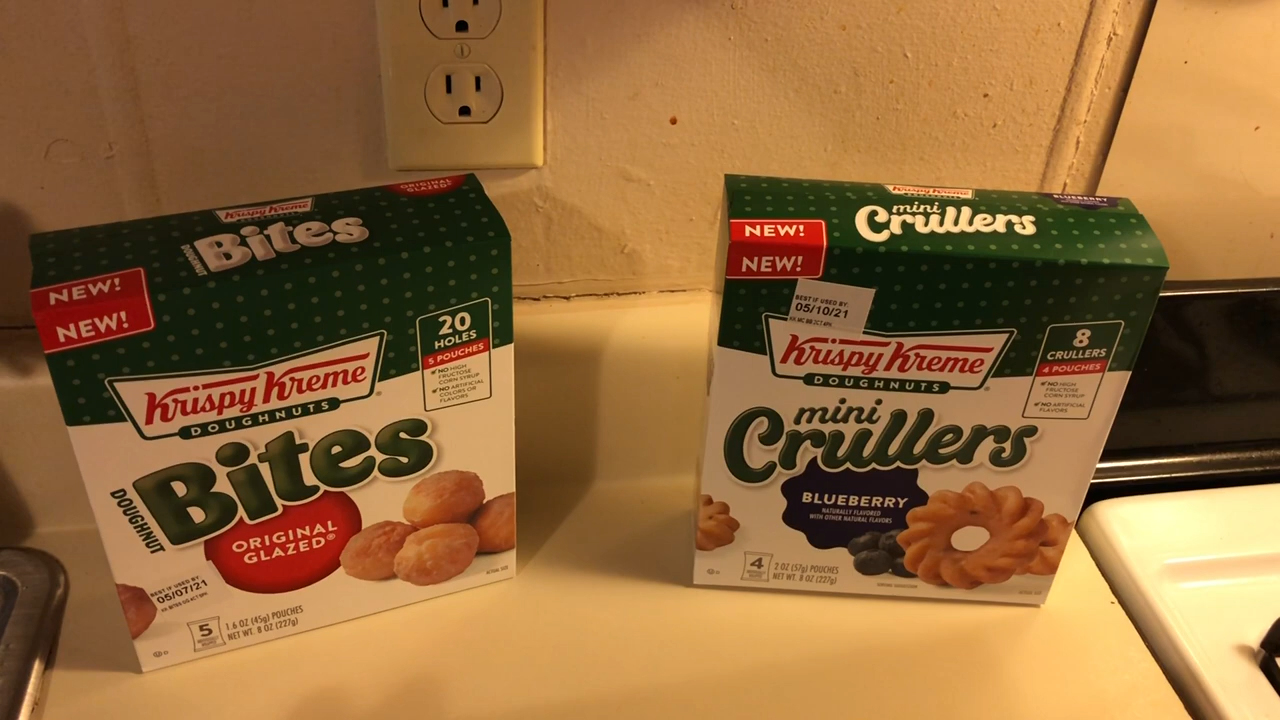 ORIGINAL
GLAZED
Krispy Kreme
DOUGHNUT
Bites
NEW!
NEW!
20
HOLES
5 POUCHES
NO HIGH
FRUCTOSE
CORN SYRUP
NO ARTIFICIAL
COLORS OR
FLAVORS
Krispy Kreme
DOUGHNUTS
DOUGHNUT
Bites
ORIGINAL
GLAZED®
BEST IF USED BY
05/07/21
5
1.6 OZ (45g) POUCHES
NET WT. 8 OZ (227g)
ACTUAL SIZE
Krispy Kreme
BLUEBERRY
mini
Crullers
NEW!
NEW!
BEST IF USED BY:
05/10/21
8
CRULLERS
4 POUCHES
NO HIGH
FRUCTOSE
CORN SYRUP
NO ARTIFICIAL
FLAVORS
Krispy Kreme
DOUGHNUTS
mini
Crullers
BLUEBERRY
NATURALLY FLAVORED
WITH OTHER NATURAL FLAVORS
4
2 OZ (57g) POUCHES
NET WT. 8 OZ (227g)